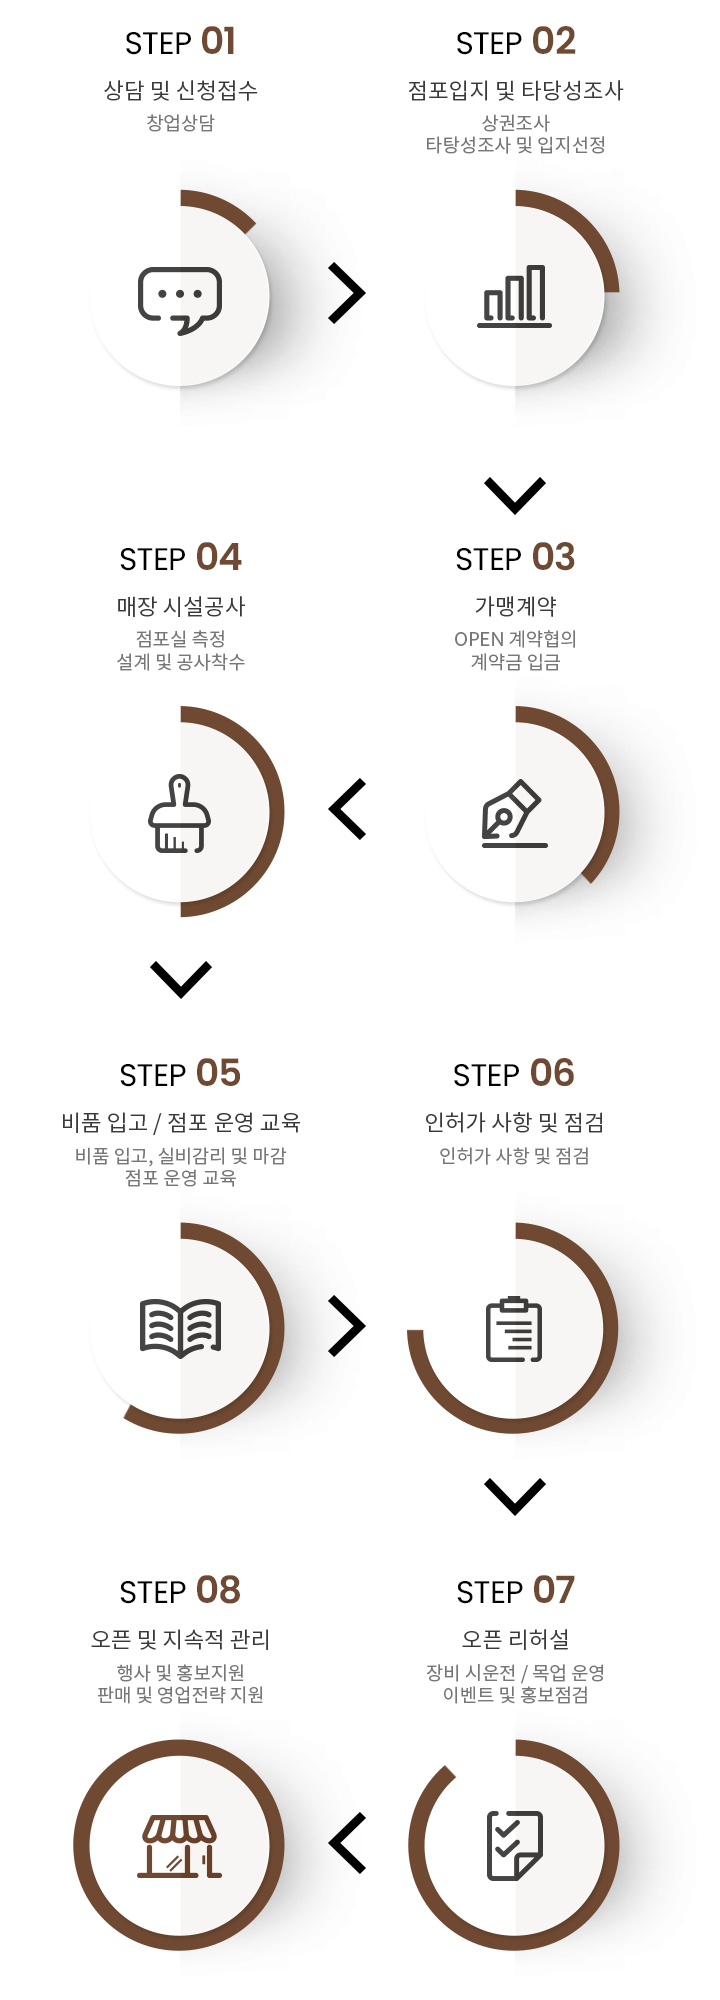 STEP 01
상담 및 신청접수
창업상담
STEP 02
점포입지 및 타당성조사
상권조사
타탕성조사 및 입지선정
STEP 03
가맹계약
OPEN 계약협의
계약금 입금
STEP 04
매장 시설공사
점포실 측정
설계 및 공사착수
STEP 05
비품 입고 / 점포 운영 교육
비품 입고, 실비감리 및 마감
점포 운영 교육
STEP 06
인허가 사항 및 점검
인허가 사항 및 점검
STEP 07
오픈 리허설
장비 시운전 / 목업 운영
이벤트 및 홍보점검
STEP 08
오픈 및 지속적 관리
행사 및 홍보지원
판매 및 영업전략 지원